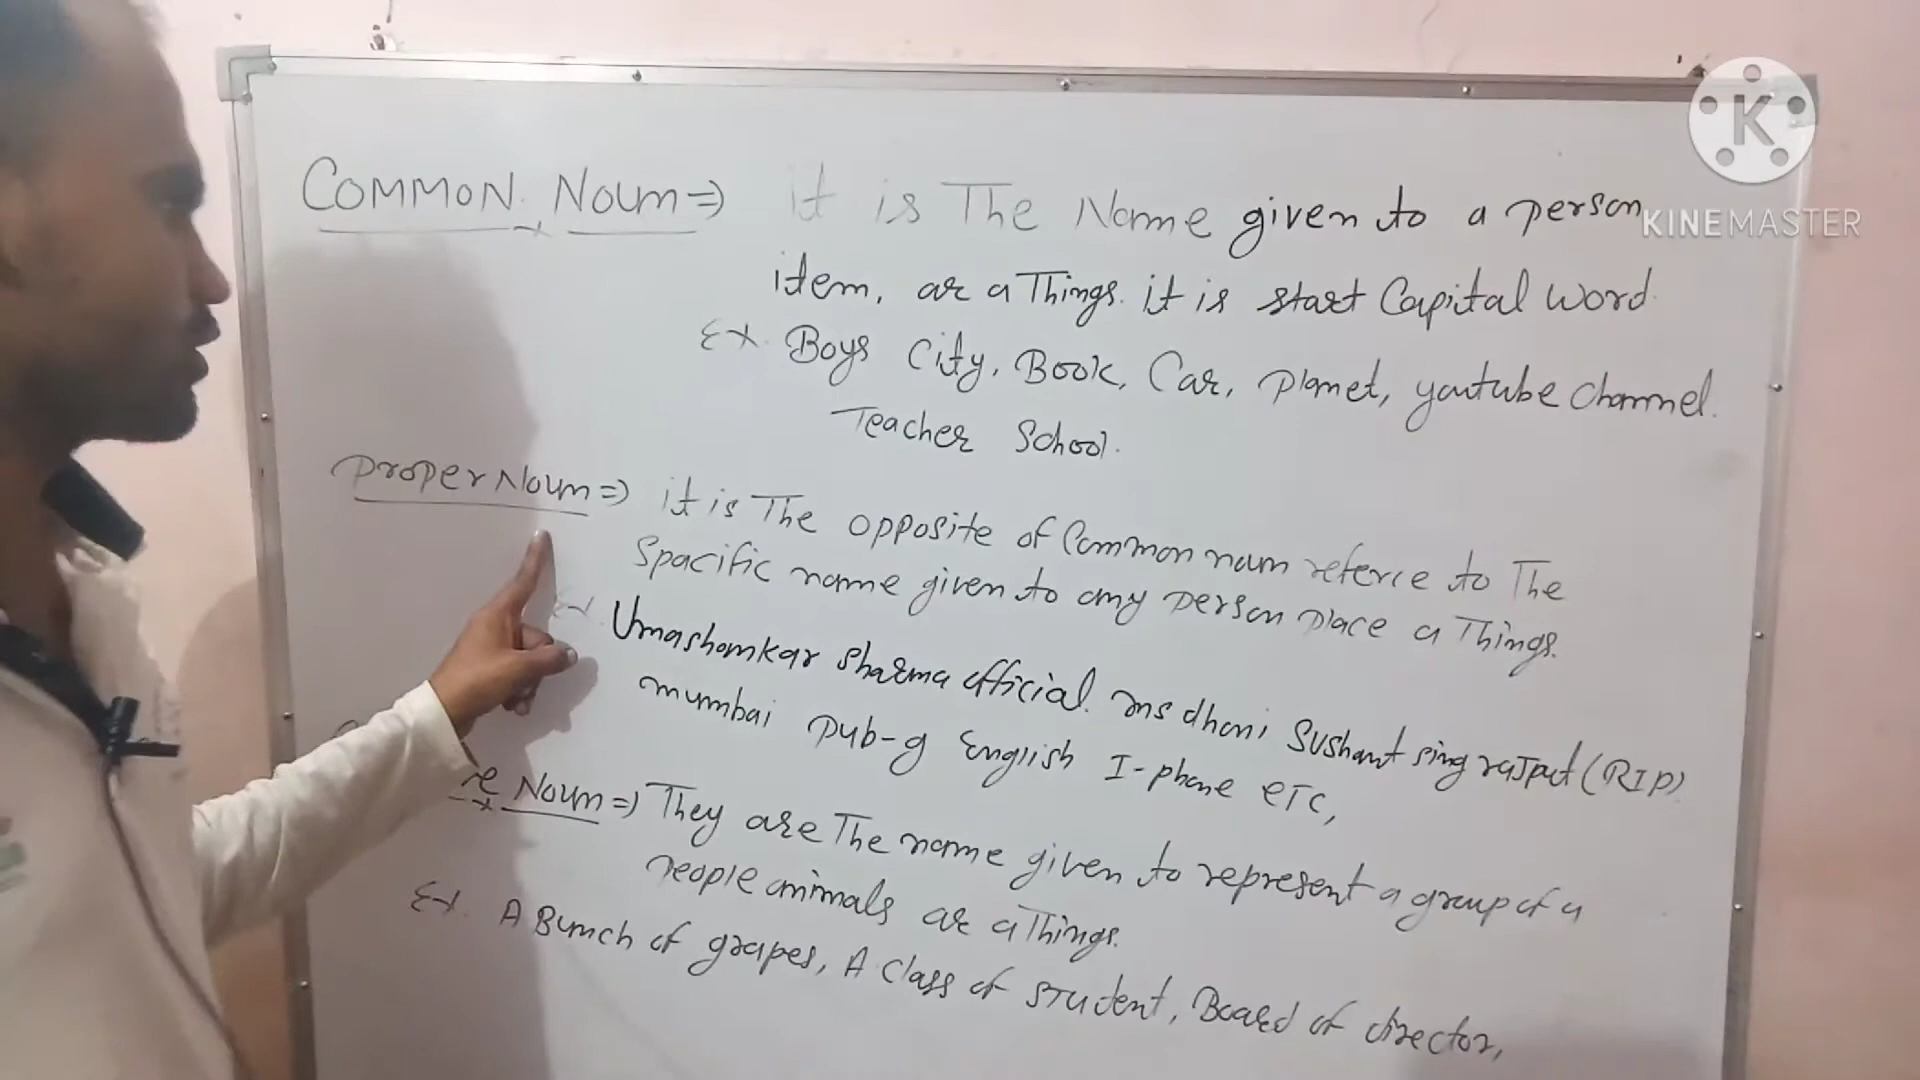 K
KINEMASTER
COMMON Noun => it is The Name given to a person
item, or a Things. it is start Capital word
Ex. Boys City, Book, Car, Planet, youtube channel.
Teacher School.
Proper Noun => it is The opposite of Common noun referce to The
Spacific name given to any person place a Things.
Ex. Umashankar sharma official. ms dhoni Sushant sing rajput (RIP)
mumbai Pub-g English I-phone eTc,
e Noun => They are The name given to represent a group of a
people animals or a Things.
Ex. A Bunch of grapes, A class of sTudent, Board of director,